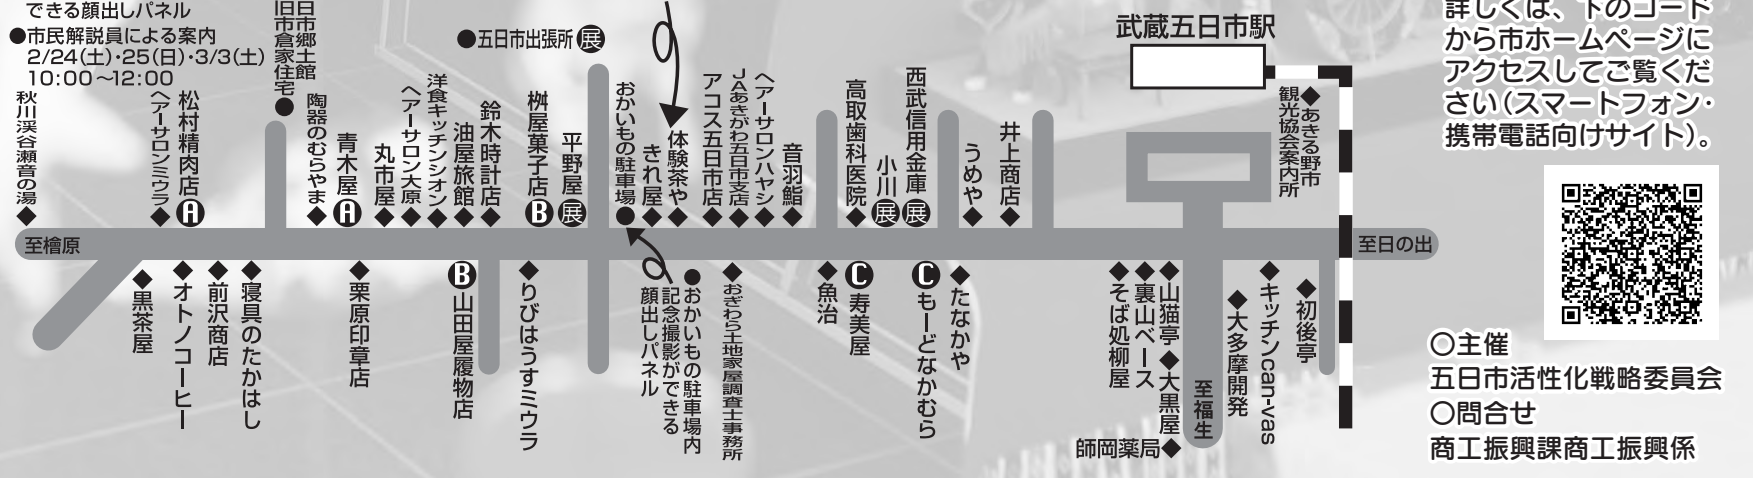 できる顔出しパネル
●市民解説員による案内
2/24(土)・25(日)・3/3(土)
10:00〜12:00
旧市倉家住宅●
五日市出張所 展
武蔵五日市駅
秋川渓谷瀬音の湯
ヘアーサロンミウラ
松村精肉店 A
陶器のむらやま
青木屋 A
丸市屋
ヘアーサロン大原
洋食キッチンシオン
油屋旅館
鈴木時計店
桝屋菓子店 B
平野屋 展
おかいもの駐車場●
きれ屋
体験茶や
アコス五日市店
JAあきがわ五日市支店
ヘアーサロンハヤシ
音羽鮨
高取歯科医院
小川 展
西武信用金庫 展
うめや
井上商店
◆あきる野市
観光協会案内所
至檜原
至日の出
◆黒茶屋
◆オトノコーヒー
◆前沢商店
◆寝具のたかはし
◆栗原印章店
B 山田屋履物店
◆りびはうすミウラ
●おかいもの駐車場内
記念撮影ができる
顔出しパネル
◆おぎわら土地家屋調査士事務所
◆魚治
C 寿美屋
C もーどなかむら
◆たなかや
◆そば処柳屋
◆裏山ベース
◆山猫亭
◆大黒屋
師岡薬局◆
至福生
◆大多摩開発
◆キッチンcan-vas
◆初後亭
詳しくは、下のコード
から市ホームページに
アクセスしてご覧くだ
さい（スマートフォン・
携帯電話向けサイト）。
〇主催
五日市活性化戦略委員会
〇問合せ
商工振興課商工振興係